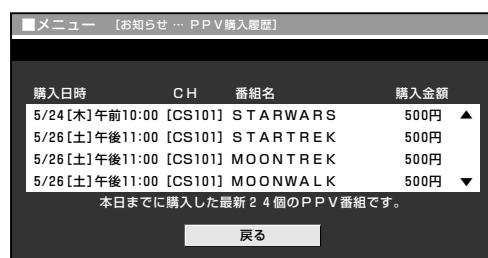 ■メニュー [お知らせ … PPV購入履歴]
購入日時 CH 番組名 購入金額
5/24[木]午前10:00 [CS101] STARWARS 500円 ▲
5/26[土]午後11:00 [CS101] STARTREK 500円
5/26[土]午後11:00 [CS101] MOONTREK 500円
5/26[土]午後11:00 [CS101] MOONWALK 500円 ▼
本日までに購入した最新24個のPPV番組です。
戻る